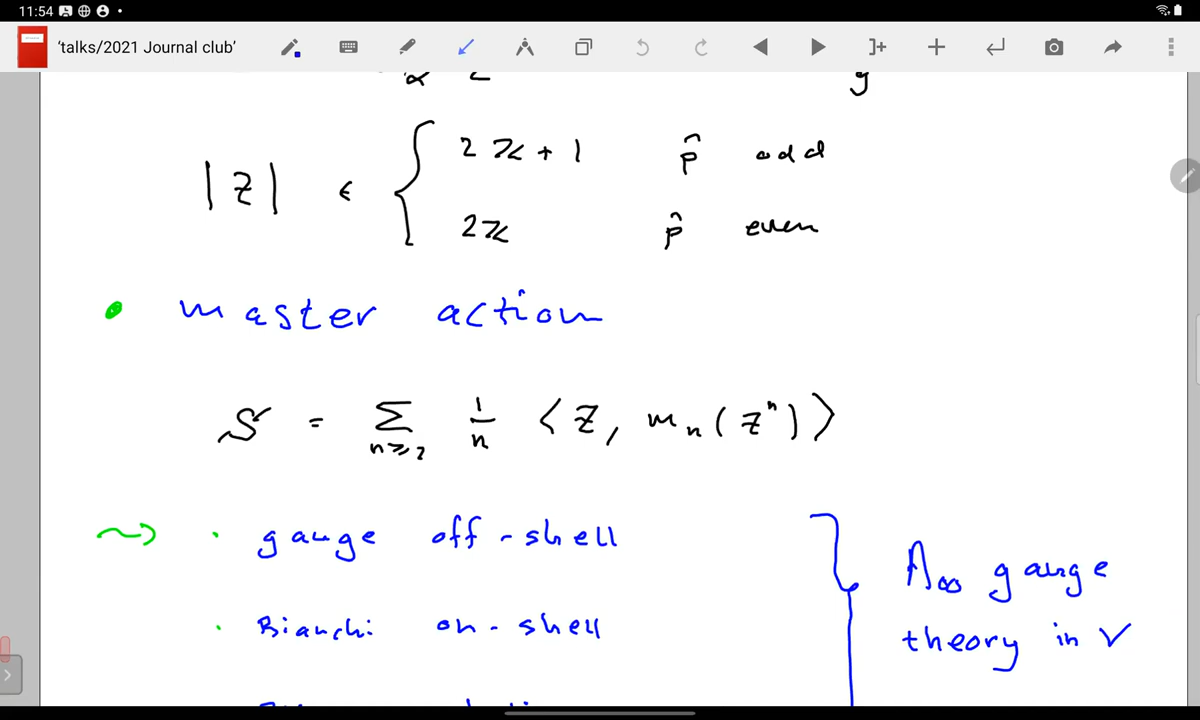 11:54
'talks/2021 Journal club'
α 2 y
|z| ∈ { 2ℤ + 1 p̂ odd
2ℤ p̂ even
• master action
S = Σ n⩾2 1/n ⟨ Z, m_n ( Z^n ) ⟩
⇝ · gauge off-shell
· Bianchi on-shell
A∞ gauge
theory in V